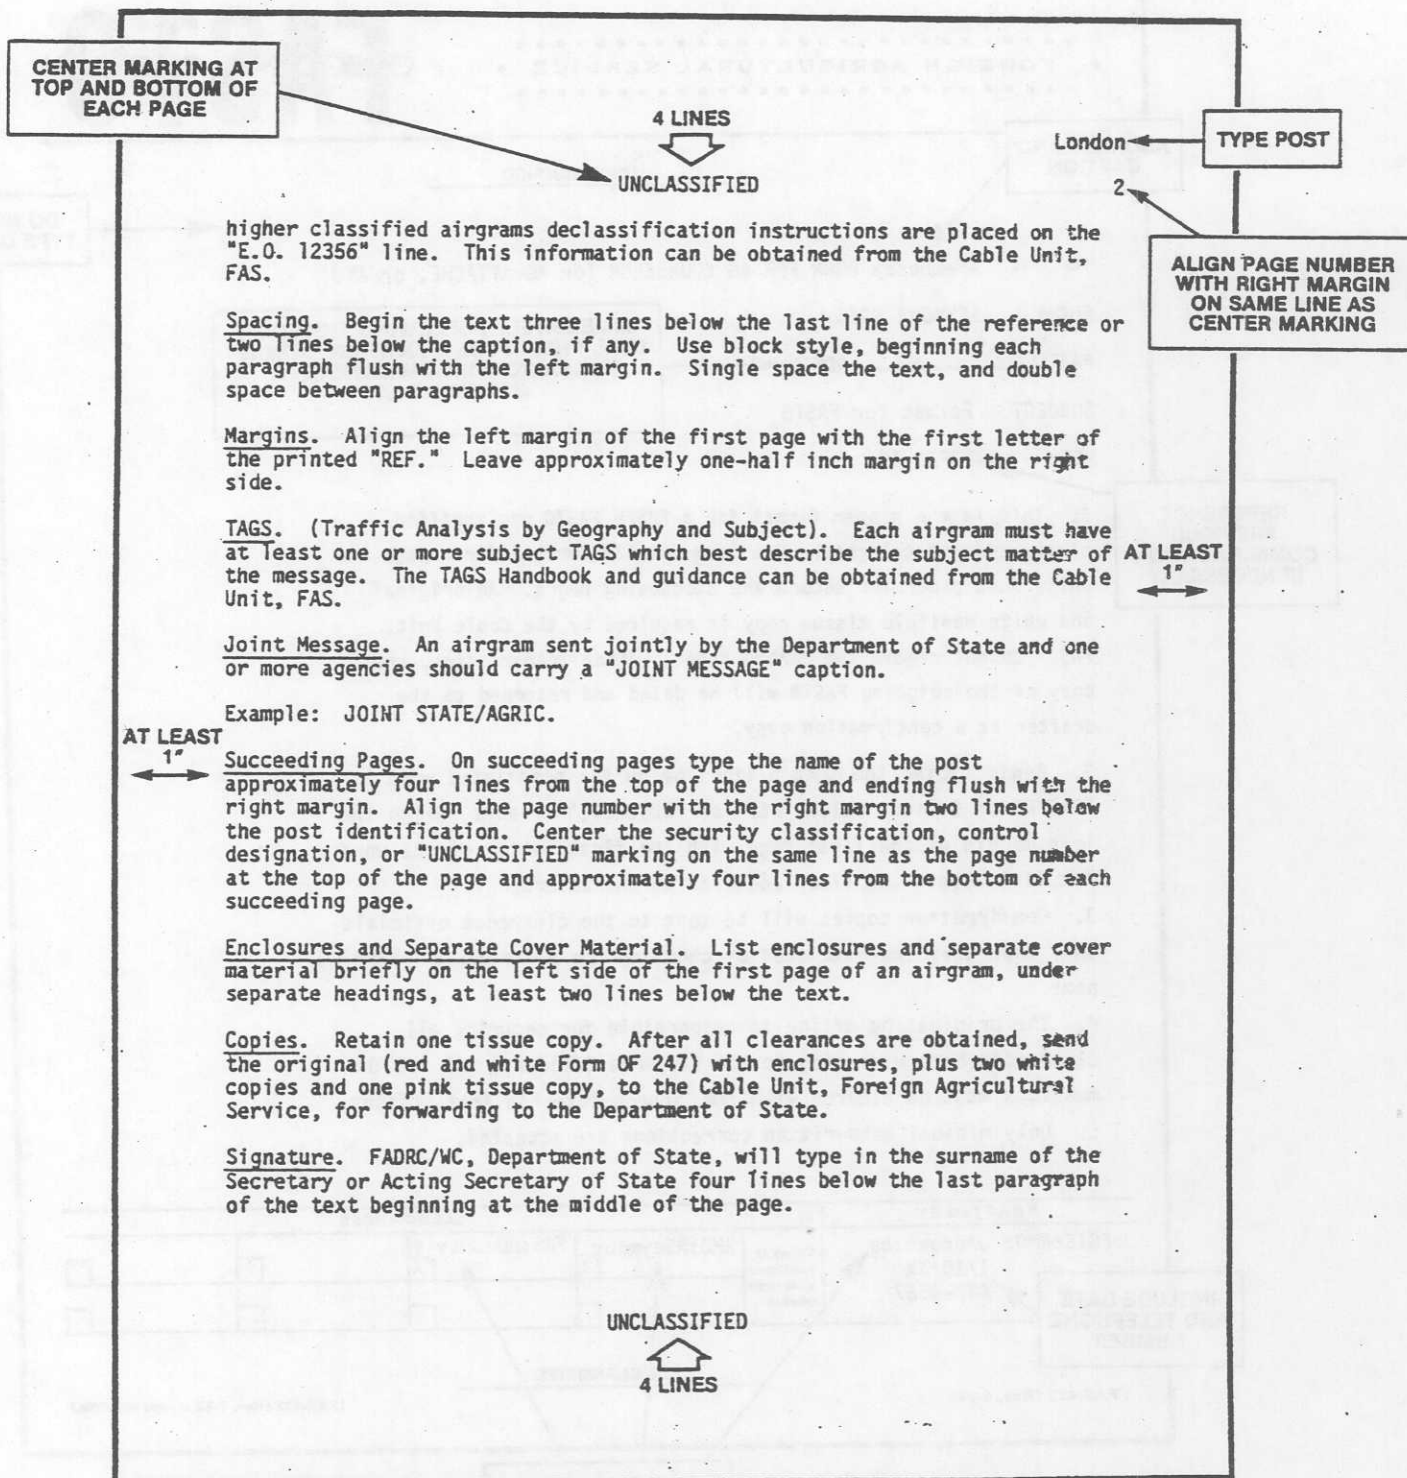 CENTER MARKING AT
TOP AND BOTTOM OF
EACH PAGE
4 LINES
London
TYPE POST
UNCLASSIFIED
2
ALIGN PAGE NUMBER
WITH RIGHT MARGIN
ON SAME LINE AS
CENTER MARKING
higher classified airgrams declassification instructions are placed on the
"E.O. 12356" line. This information can be obtained from the Cable Unit,
FAS.
Spacing. Begin the text three lines below the last line of the reference or
two lines below the caption, if any. Use block style, beginning each
paragraph flush with the left margin. Single space the text, and double
space between paragraphs.
Margins. Align the left margin of the first page with the first letter of
the printed "REF." Leave approximately one-half inch margin on the right
side.
TAGS. (Traffic Analysis by Geography and Subject). Each airgram must have
at least one or more subject TAGS which best describe the subject matter of
the message. The TAGS Handbook and guidance can be obtained from the Cable
Unit, FAS.
AT LEAST
1"
Joint Message. An airgram sent jointly by the Department of State and one
or more agencies should carry a "JOINT MESSAGE" caption.
Example: JOINT STATE/AGRIC.
AT LEAST
1"
Succeeding Pages. On succeeding pages type the name of the post
approximately four lines from the top of the page and ending flush with the
right margin. Align the page number with the right margin two lines below
the post identification. Center the security classification, control
designation, or "UNCLASSIFIED" marking on the same line as the page number
at the top of the page and approximately four lines from the bottom of each
succeeding page.
Enclosures and Separate Cover Material. List enclosures and separate cover
material briefly on the left side of the first page of an airgram, under
separate headings, at least two lines below the text.
Copies. Retain one tissue copy. After all clearances are obtained, send
the original (red and white Form OF 247) with enclosures, plus two white
copies and one pink tissue copy, to the Cable Unit, Foreign Agricultural
Service, for forwarding to the Department of State.
Signature. FADRC/WC, Department of State, will type in the surname of the
Secretary or Acting Secretary of State four lines below the last paragraph
of the text beginning at the middle of the page.
UNCLASSIFIED
4 LINES